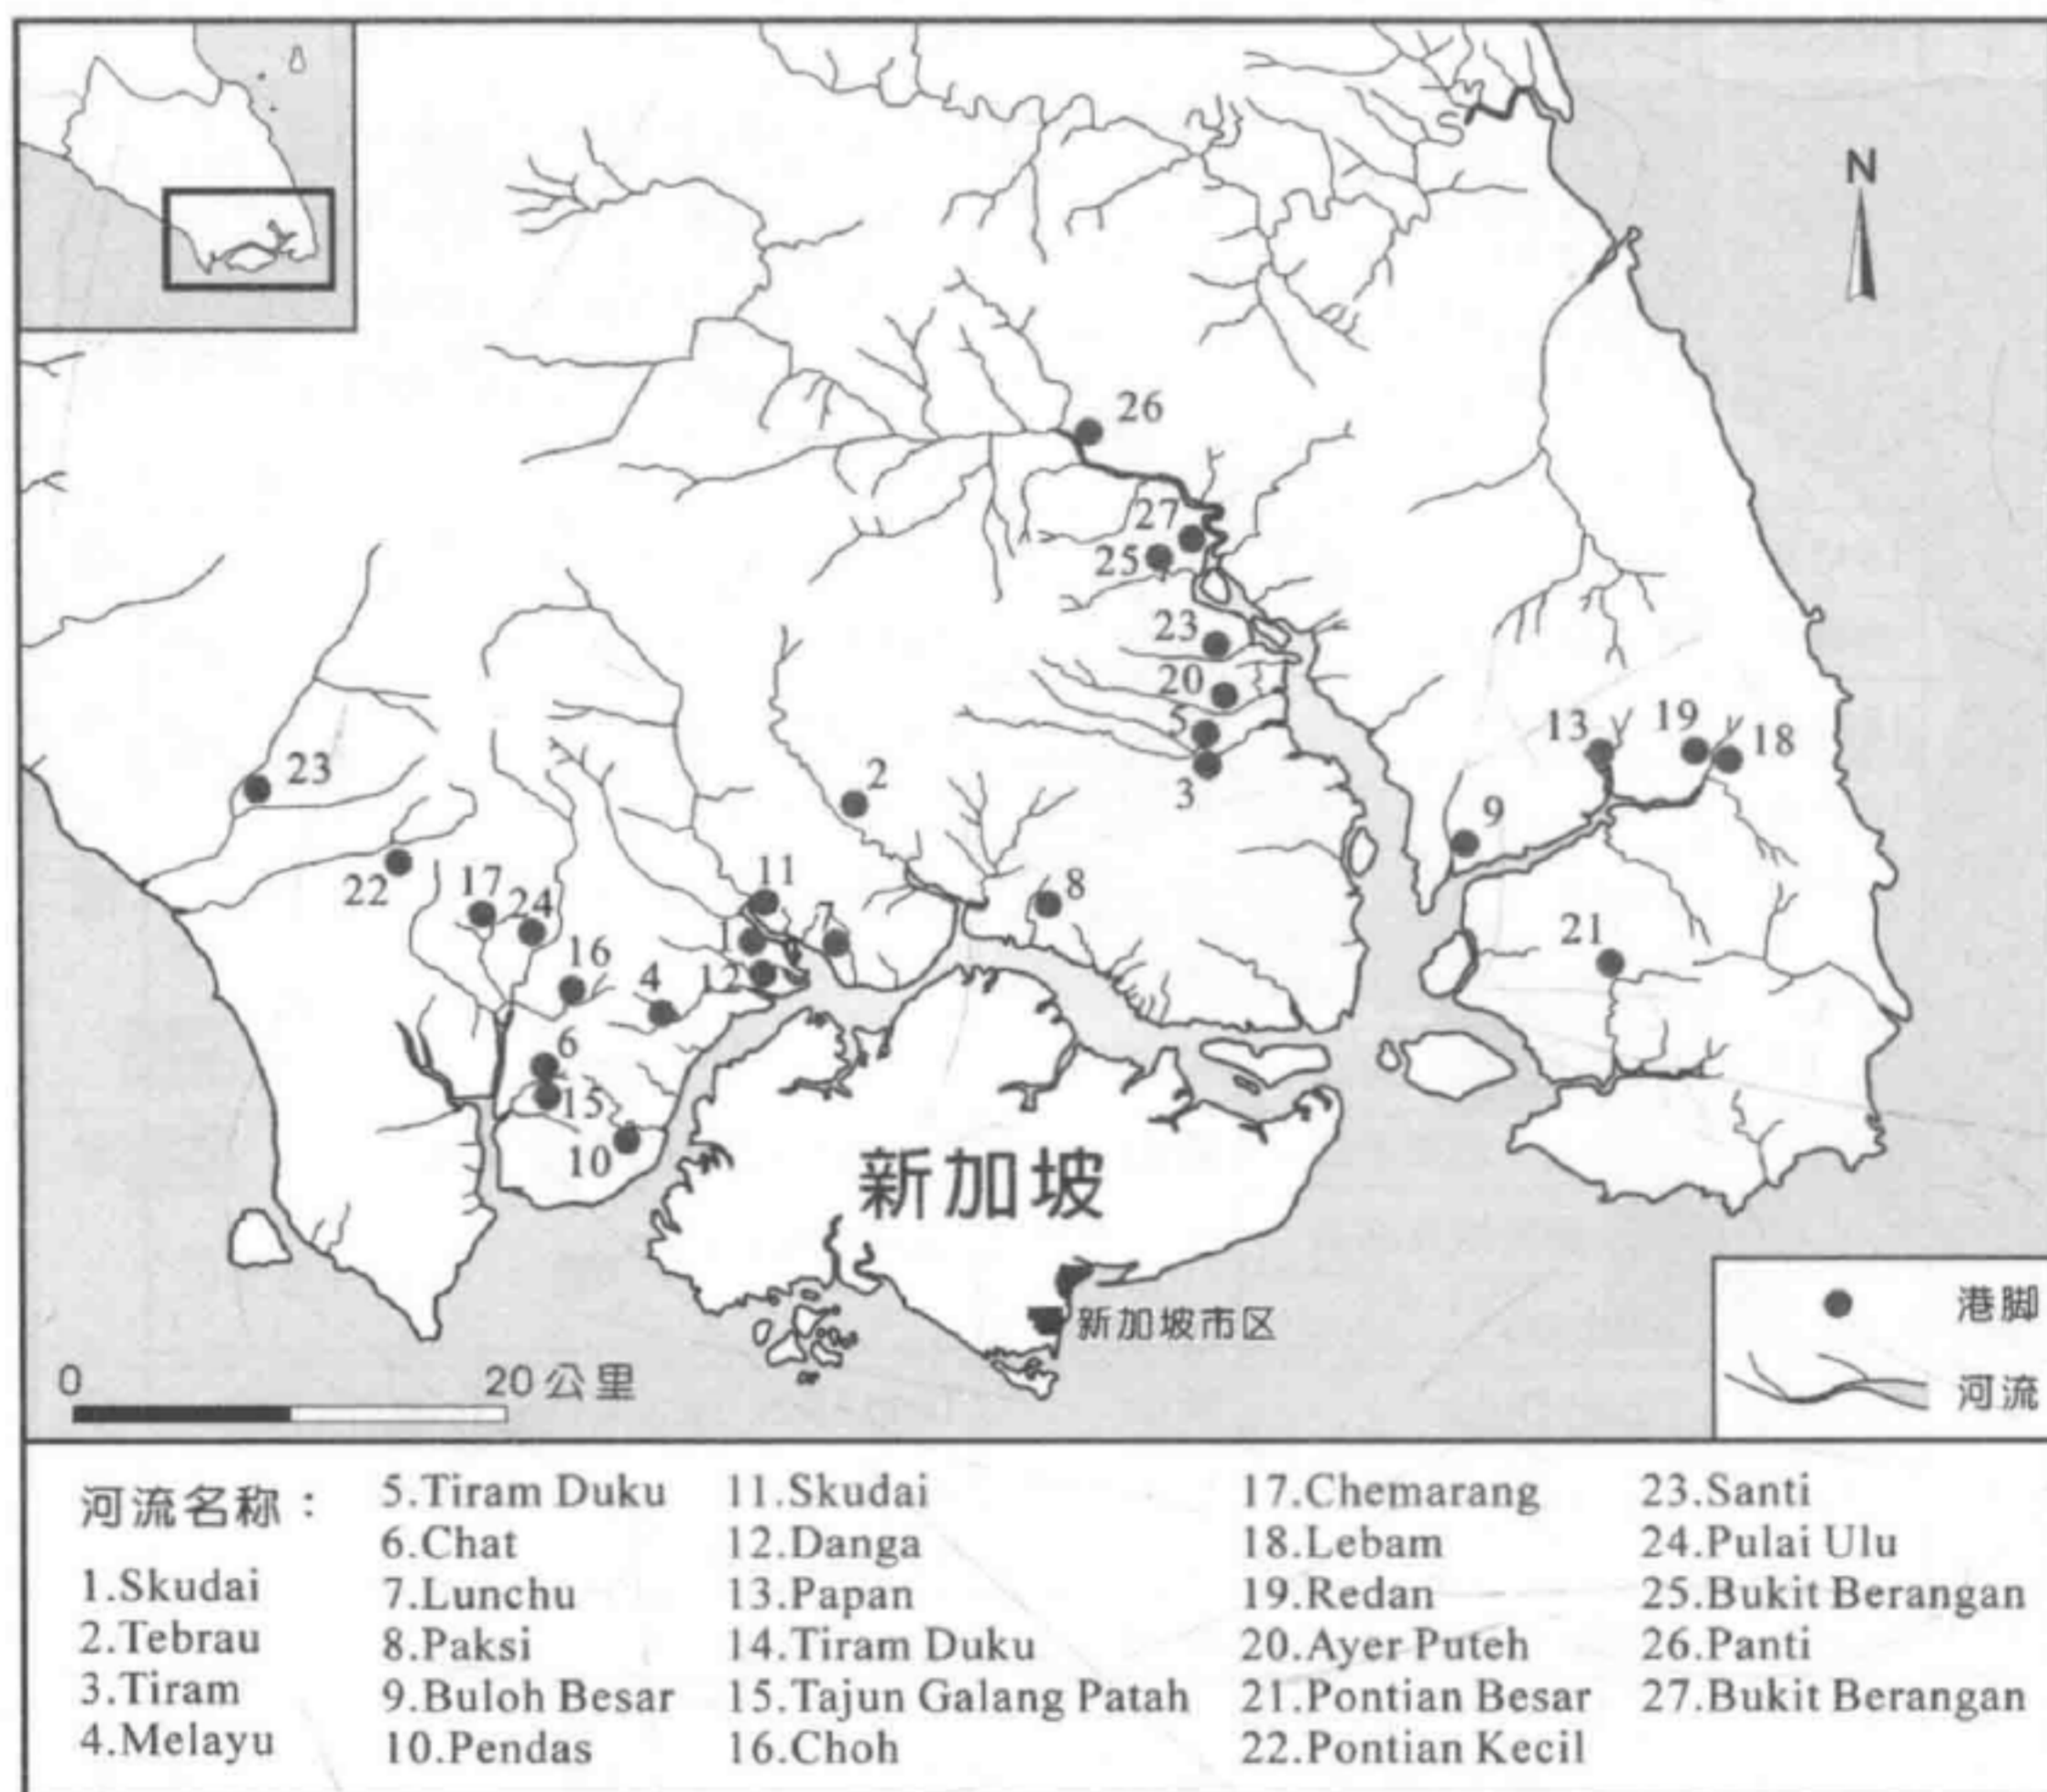 N
26
27
25
23
20
5
3
13
19
18
9
23
2
22
17
24
11
7
8
1
16
4
12
21
6
15
10
新加坡
新加坡市区
港脚
河流
0
20公里
河流名称：
1.Skudai
2.Tebrau
3.Tiram
4.Melayu
5.Tiram Duku
6.Chat
7.Lunchu
8.Paksi
9.Buloh Besar
10.Pendas
11.Skudai
12.Danga
13.Papan
14.Tiram Duku
15.Tajun Galang Patah
16.Choh
17.Chemarang
18.Lebam
19.Redan
20.Ayer Puteh
21.Pontian Besar
22.Pontian Kecil
23.Santi
24.Pulai Ulu
25.Bukit Berangan
26.Panti
27.Bukit Berangan